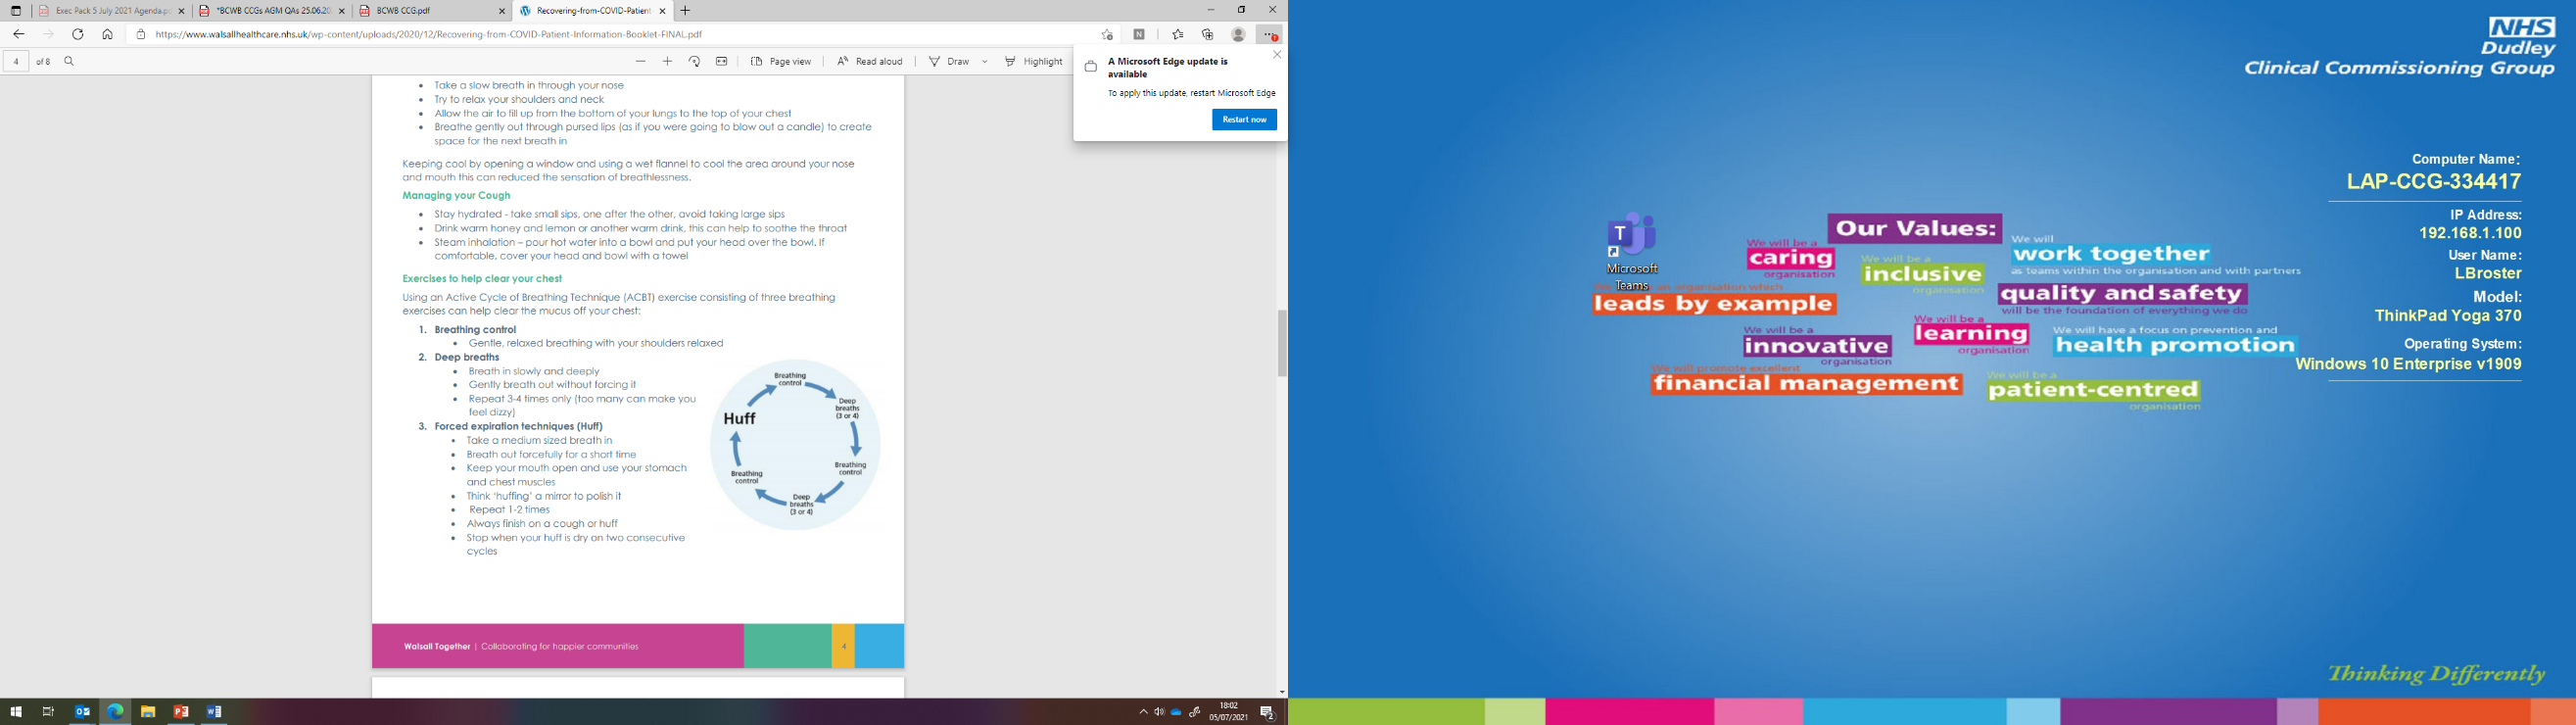 Exec Pack 5 July 2021 Agenda.p
*BCWB CCGs AGM QAs 25.06.20
BCWB CCG.pdf
Recovering-from-COVID-Patient
https://www.walsallhealthcare.nhs.uk/wp-content/uploads/2020/12/Recovering-from-COVID-Patient-Information-Booklet-FINAL.pdf
4 of 8
Page view
Read aloud
Draw
Highlight
A Microsoft Edge update is
available
To apply this update, restart Microsoft Edge
Restart now
• Take a slow breath in through your nose
• Try to relax your shoulders and neck
• Allow the air to fill up from the bottom of your lungs to the top of your chest
• Breathe gently out through pursed lips (as if you were going to blow out a candle) to create
space for the next breath in
Keeping cool by opening a window and using a wet flannel to cool the area around your nose
and mouth this can reduced the sensation of breathlessness.
Managing your Cough
• Stay hydrated - take small sips, one after the other, avoid taking large sips
• Drink warm honey and lemon or another warm drink, this can help to soothe the throat
• Steam inhalation – pour hot water into a bowl and put your head over the bowl. If
comfortable, cover your head and bowl with a towel
Exercises to help clear your chest
Using an Active Cycle of Breathing Technique (ACBT) exercise consisting of three breathing
exercises can help clear the mucus off your chest:
1. Breathing control
• Gentle, relaxed breathing with your shoulders relaxed
2. Deep breaths
• Breath in slowly and deeply
• Gently breath out without forcing it
• Repeat 3-4 times only (too many can make you
feel dizzy)
3. Forced expiration techniques (Huff)
• Take a medium sized breath in
• Breath out forcefully for a short time
• Keep your mouth open and use your stomach
and chest muscles
• Think 'huffing' a mirror to polish it
• Repeat 1-2 times
• Always finish on a cough or huff
• Stop when your huff is dry on two consecutive
cycles
Breathing
control
Deep
breaths
(3 or 4)
Breathing
control
Deep
breaths
(3 or 4)
Breathing
control
Huff
Walsall Together | Collaborating for happier communities
4
18:02
05/07/2021
2
NHS
Dudley
Clinical Commissioning Group
Computer Name:
LAP-CCG-334417
IP Address:
192.168.1.100
User Name:
LBroster
Model:
ThinkPad Yoga 370
Operating System:
Windows 10 Enterprise v1909
Microsoft
Teams
Our Values:
We will be a
caring
organisation
We will be a
inclusive
organisation
We will
work together
as teams within the organisation and with partners
an organisation which
leads by example
quality and safety
will be the foundation of everything we do
We will be a
innovative
organisation
We will be a
learning
organisation
We will have a focus on prevention and
health promotion
We will promote excellent
financial management
We will be a
patient-centred
organisation
Thinking Differently